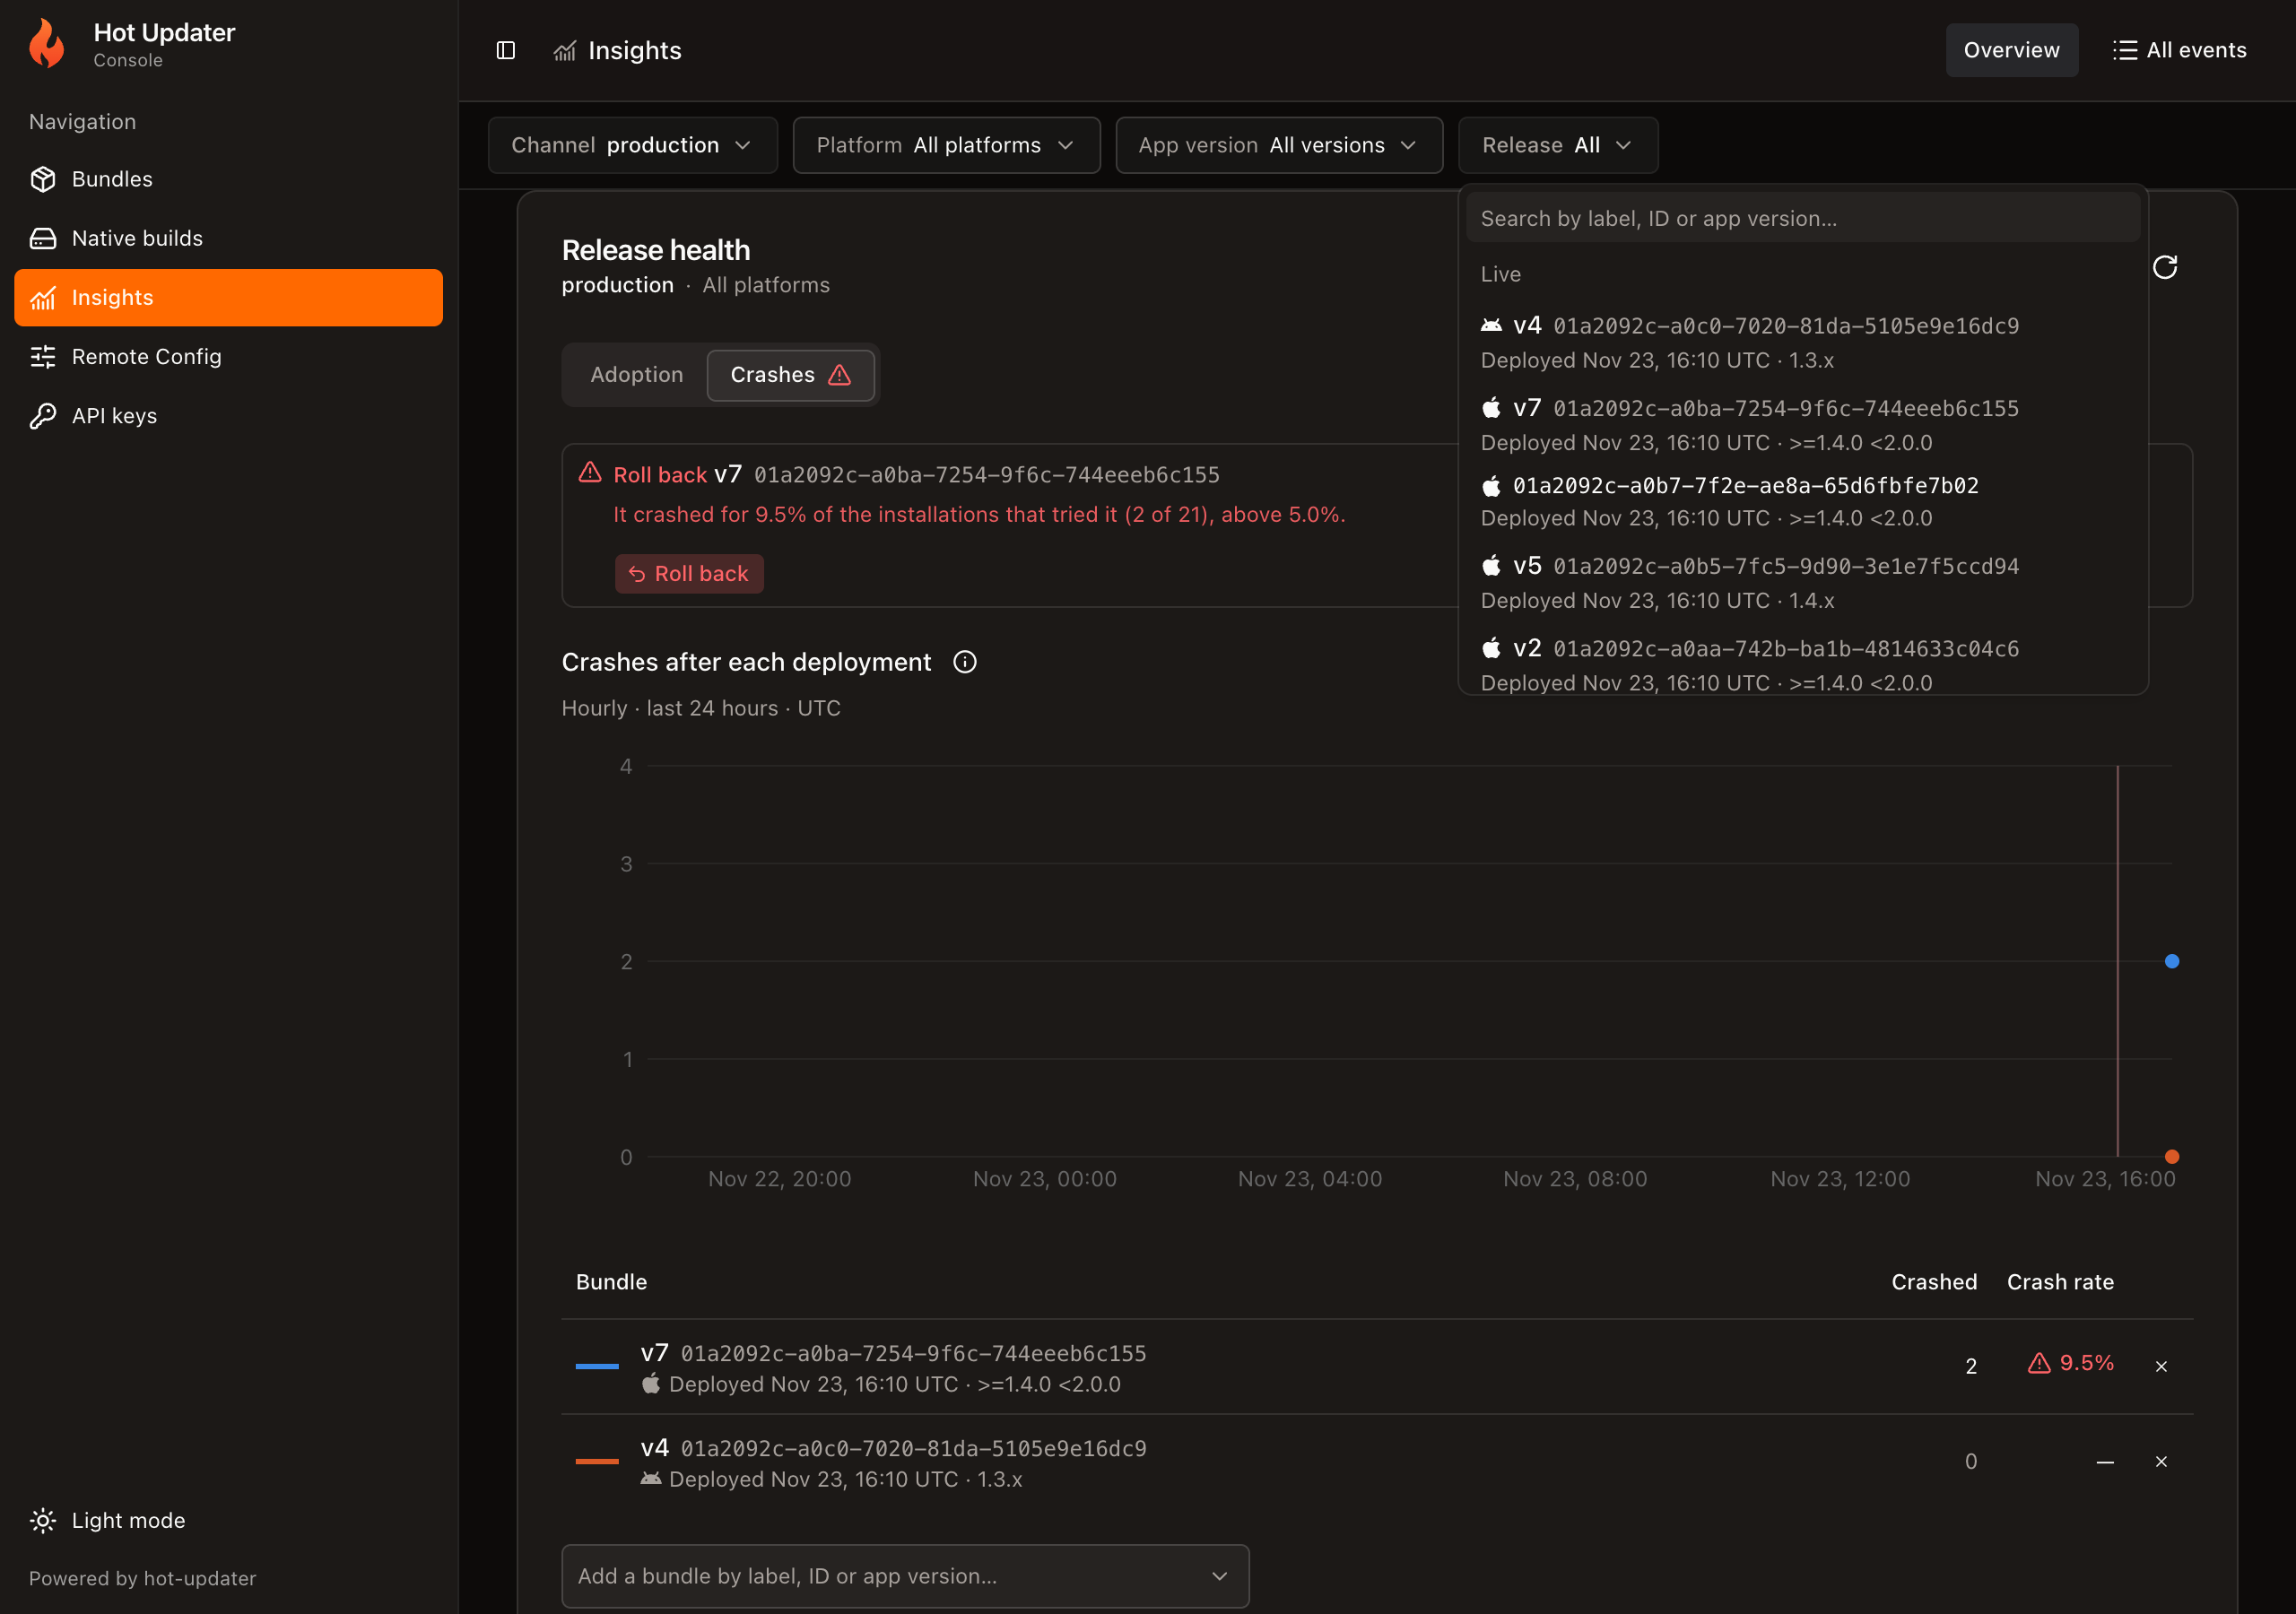 Hot Updater
Console
Navigation
Bundles
Native builds
Insights
Remote Config
API keys
Light mode
Powered by hot-updater
Insights
Overview
All events
Channel production
Platform All platforms
App version All versions
Release All
Search by label, ID or app version...
Live
v4 01a2092c-a0c0-7020-81da-5105e9e16dc9
Deployed Nov 23, 16:10 UTC · 1.3.x
v7 01a2092c-a0ba-7254-9f6c-744eeeb6c155
Deployed Nov 23, 16:10 UTC · >=1.4.0 <2.0.0
01a2092c-a0b7-7f2e-ae8a-65d6fbfe7b02
Deployed Nov 23, 16:10 UTC · >=1.4.0 <2.0.0
v5 01a2092c-a0b5-7fc5-9d90-3e1e7f5ccd94
Deployed Nov 23, 16:10 UTC · 1.4.x
v2 01a2092c-a0aa-742b-ba1b-4814633c04c6
Deployed Nov 23, 16:10 UTC · >=1.4.0 <2.0.0
Release health
production · All platforms
Adoption
Crashes
Roll back v7 01a2092c-a0ba-7254-9f6c-744eeeb6c155
It crashed for 9.5% of the installations that tried it (2 of 21), above 5.0%.
Roll back
Crashes after each deployment
Hourly · last 24 hours · UTC
4
3
2
1
0
Nov 22, 20:00
Nov 23, 00:00
Nov 23, 04:00
Nov 23, 08:00
Nov 23, 12:00
Nov 23, 16:00
Bundle
Crashed
Crash rate
v7 01a2092c-a0ba-7254-9f6c-744eeeb6c155
Deployed Nov 23, 16:10 UTC · >=1.4.0 <2.0.0
2
9.5%
v4 01a2092c-a0c0-7020-81da-5105e9e16dc9
Deployed Nov 23, 16:10 UTC · 1.3.x
0
—
Add a bundle by label, ID or app version...